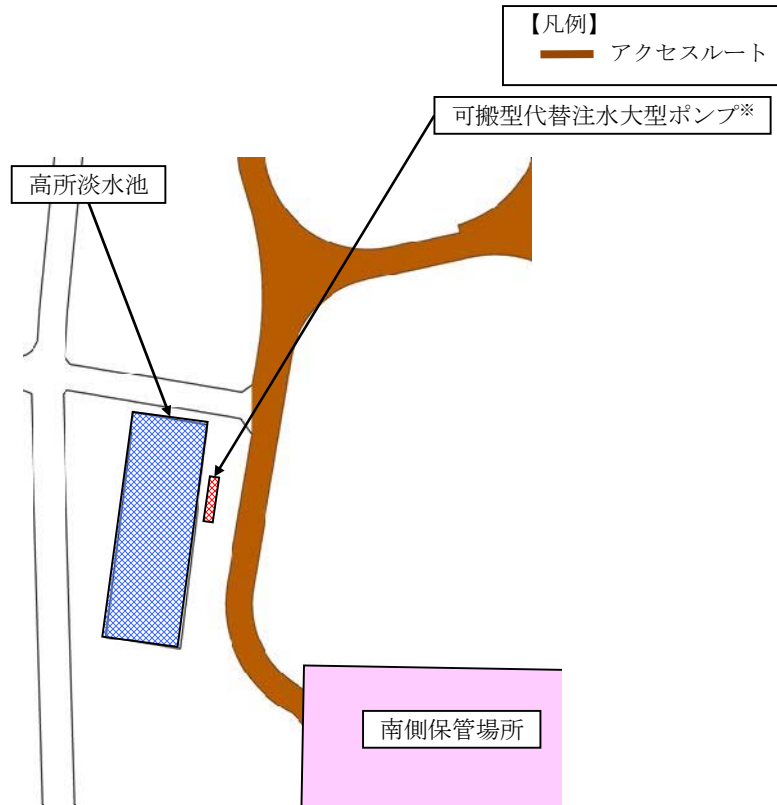 【凡例】
アクセスルート
可搬型代替注水大型ポンプ※
高所淡水池
南側保管場所